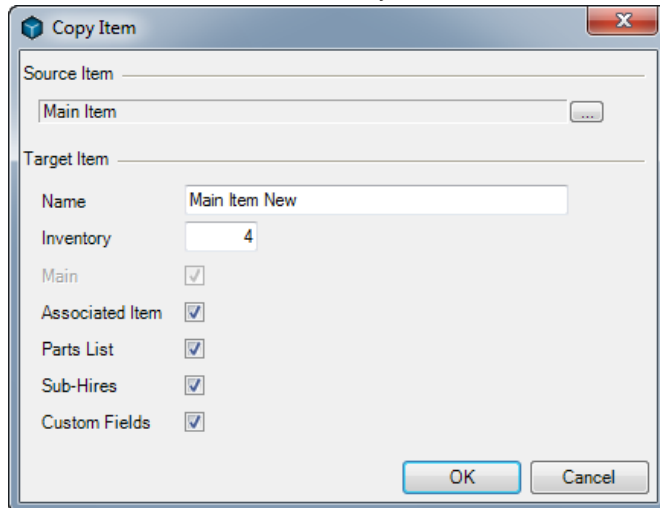 Copy Item
Source Item
Main Item
...
Target Item
Name Main Item New
Inventory 4
Main
Associated Item
Parts List
Sub-Hires
Custom Fields
OK Cancel